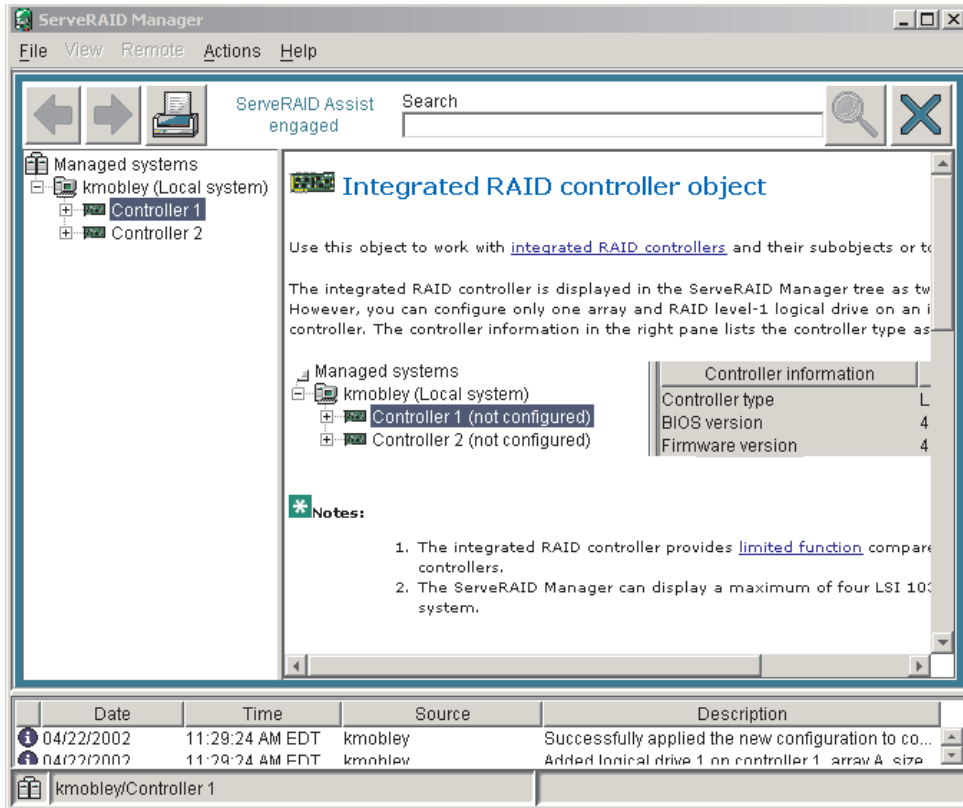 ServeRAID Manager
File View Remote Actions Help
ServeRAID Assist
engaged
Search
Managed systems
kmobley (Local system)
Controller 1
Controller 2
Integrated RAID controller object
Use this object to work with integrated RAID controllers and their subobjects or to
The integrated RAID controller is displayed in the ServeRAID Manager tree as tw
However, you can configure only one array and RAID level-1 logical drive on an i
controller. The controller information in the right pane lists the controller type as
Managed systems
kmobley (Local system)
Controller 1 (not configured)
Controller 2 (not configured)
Controller information
Controller type L
BIOS version 4
Firmware version 4
Notes:
1. The integrated RAID controller provides limited function compare
controllers.
2. The ServeRAID Manager can display a maximum of four LSI 103
system.
Date Time Source Description
04/22/2002 11:29:24 AM EDT kmobley Successfully applied the new configuration to co...
04/22/2002 11:29:24 AM EDT kmobley Added logical drive 1 on controller 1, array A, size
kmobley/Controller 1